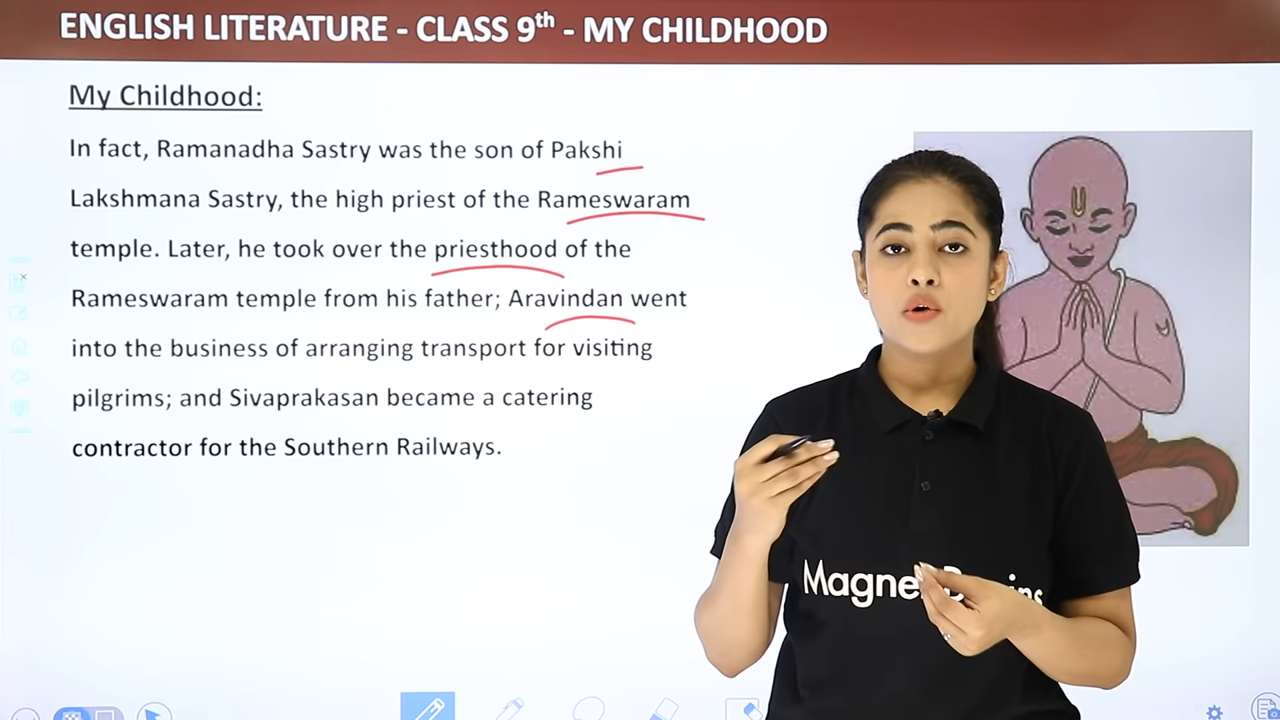 ENGLISH LITERATURE - CLASS 9th - MY CHILDHOOD
My Childhood:
In fact, Ramanadha Sastry was the son of Pakshi
Lakshmana Sastry, the high priest of the Rameswaram
temple. Later, he took over the priesthood of the
Rameswaram temple from his father; Aravindan went
into the business of arranging transport for visiting
pilgrims; and Sivaprakasan became a catering
contractor for the Southern Railways.